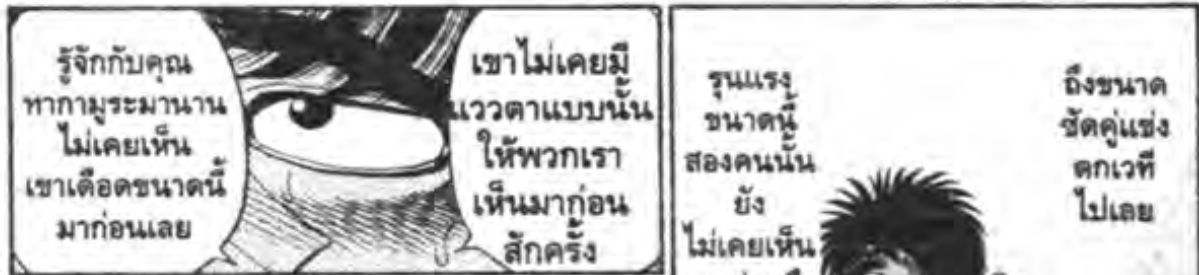 เขาไม่เคยมี
แววตาแบบนั้น
ให้พวกเรา
เห็นมาก่อน
สักครั้ง
รู้จักกับคุณ
ทากามูระมานาน
ไม่เคยเห็น
เขาเดือดขนาดนี้
มาก่อนเลย
ถึงขนาด
ซัดคู่แข่ง
ตกเวที
ไปเลย
รุนแรง
ขนาดนี้
สองคนนั้น
ยัง
ไม่เคยเห็น